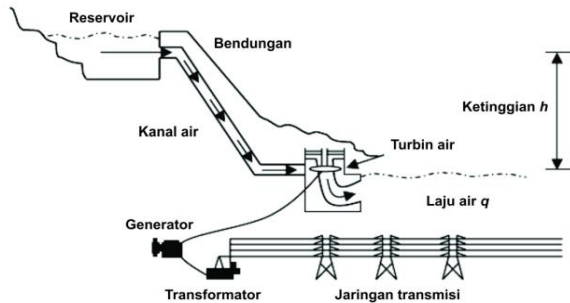 Reservoir
Bendungan
Ketinggian h
Kanal air
Turbin air
Laju air q
Generator
Transformator
Jaringan transmisi